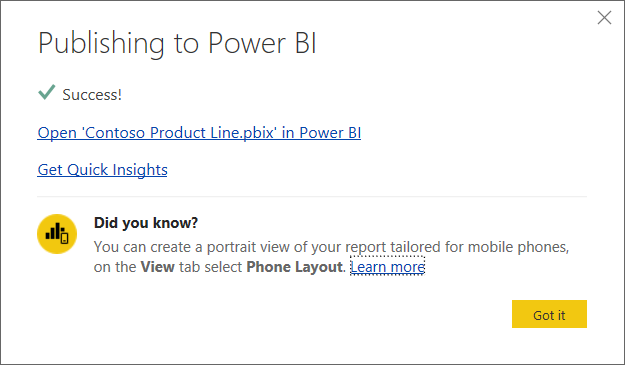 Publishing to Power BI
Success!
Open 'Contoso Product Line.pbix' in Power BI
Get Quick Insights
Did you know?
You can create a portrait view of your report tailored for mobile phones,
on the View tab select Phone Layout. Learn more
Got it